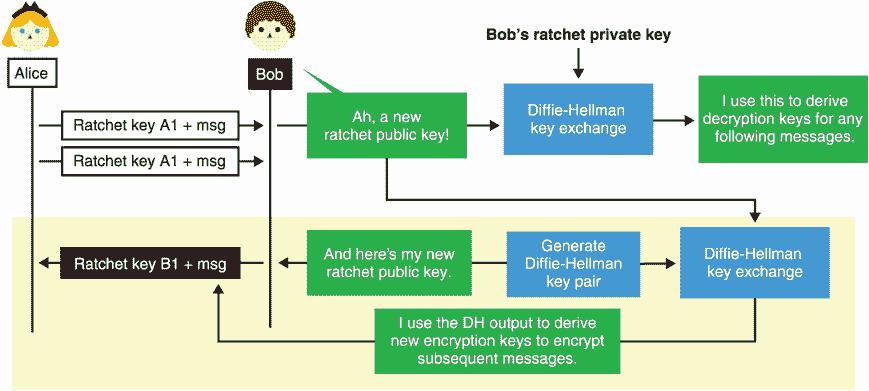 Bob's ratchet private key
Alice
Bob
Ratchet key A1 + msg
Ah, a new
ratchet public key!
Diffie-Hellman
key exchange
I use this to derive
decryption keys for any
following messages.
Ratchet key A1 + msg
Ratchet key B1 + msg
And here's my new
ratchet public key.
Generate
Diffie-Hellman
key pair
Diffie-Hellman
key exchange
I use the DH output to derive
new encryption keys to encrypt
subsequent messages.